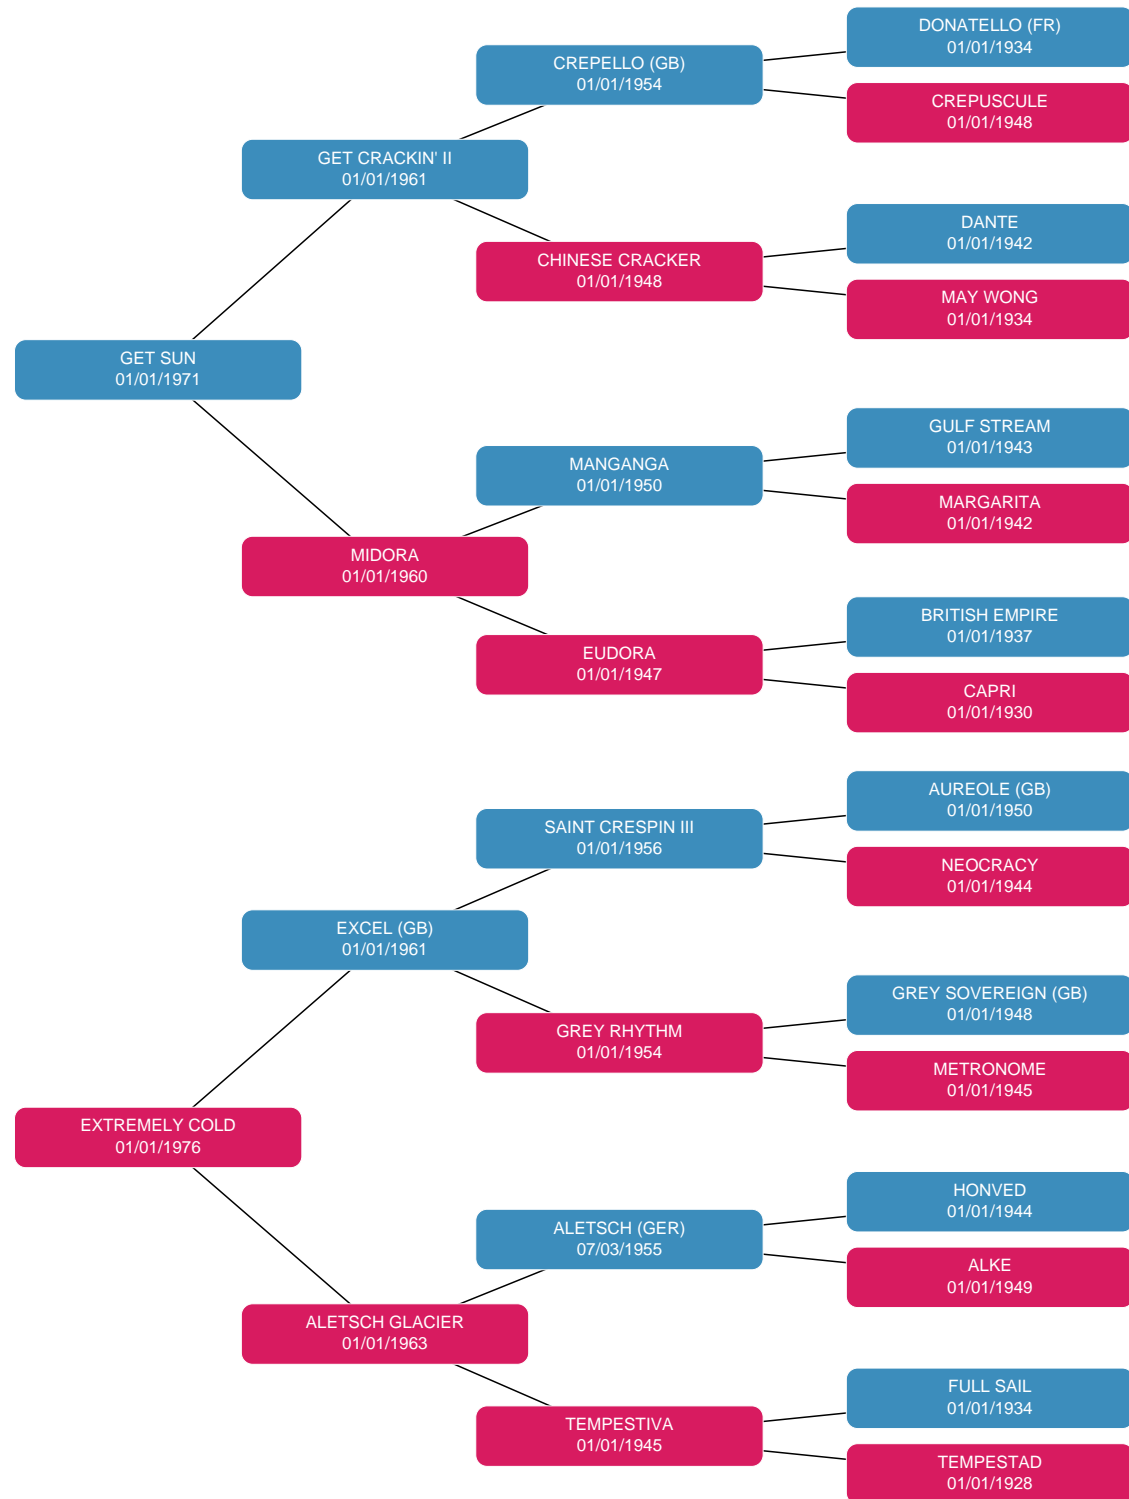 DONATELLO (FR)
01/01/1934
CREPELLO (GB)
01/01/1954
CREPUSCULE
01/01/1948
GET CRACKIN' II
01/01/1961
DANTE
01/01/1942
CHINESE CRACKER
01/01/1948
MAY WONG
01/01/1934
GET SUN
01/01/1971
GULF STREAM
01/01/1943
MANGANGA
01/01/1950
MARGARITA
01/01/1942
MIDORA
01/01/1960
BRITISH EMPIRE
01/01/1937
EUDORA
01/01/1947
CAPRI
01/01/1930
AUREOLE (GB)
01/01/1950
SAINT CRESPIN III
01/01/1956
NEOCRACY
01/01/1944
EXCEL (GB)
01/01/1961
GREY SOVEREIGN (GB)
01/01/1948
GREY RHYTHM
01/01/1954
METRONOME
01/01/1945
EXTREMELY COLD
01/01/1976
HONVED
01/01/1944
ALETSCH (GER)
07/03/1955
ALKE
01/01/1949
ALETSCH GLACIER
01/01/1963
FULL SAIL
01/01/1934
TEMPESTIVA
01/01/1945
TEMPESTAD
01/01/1928